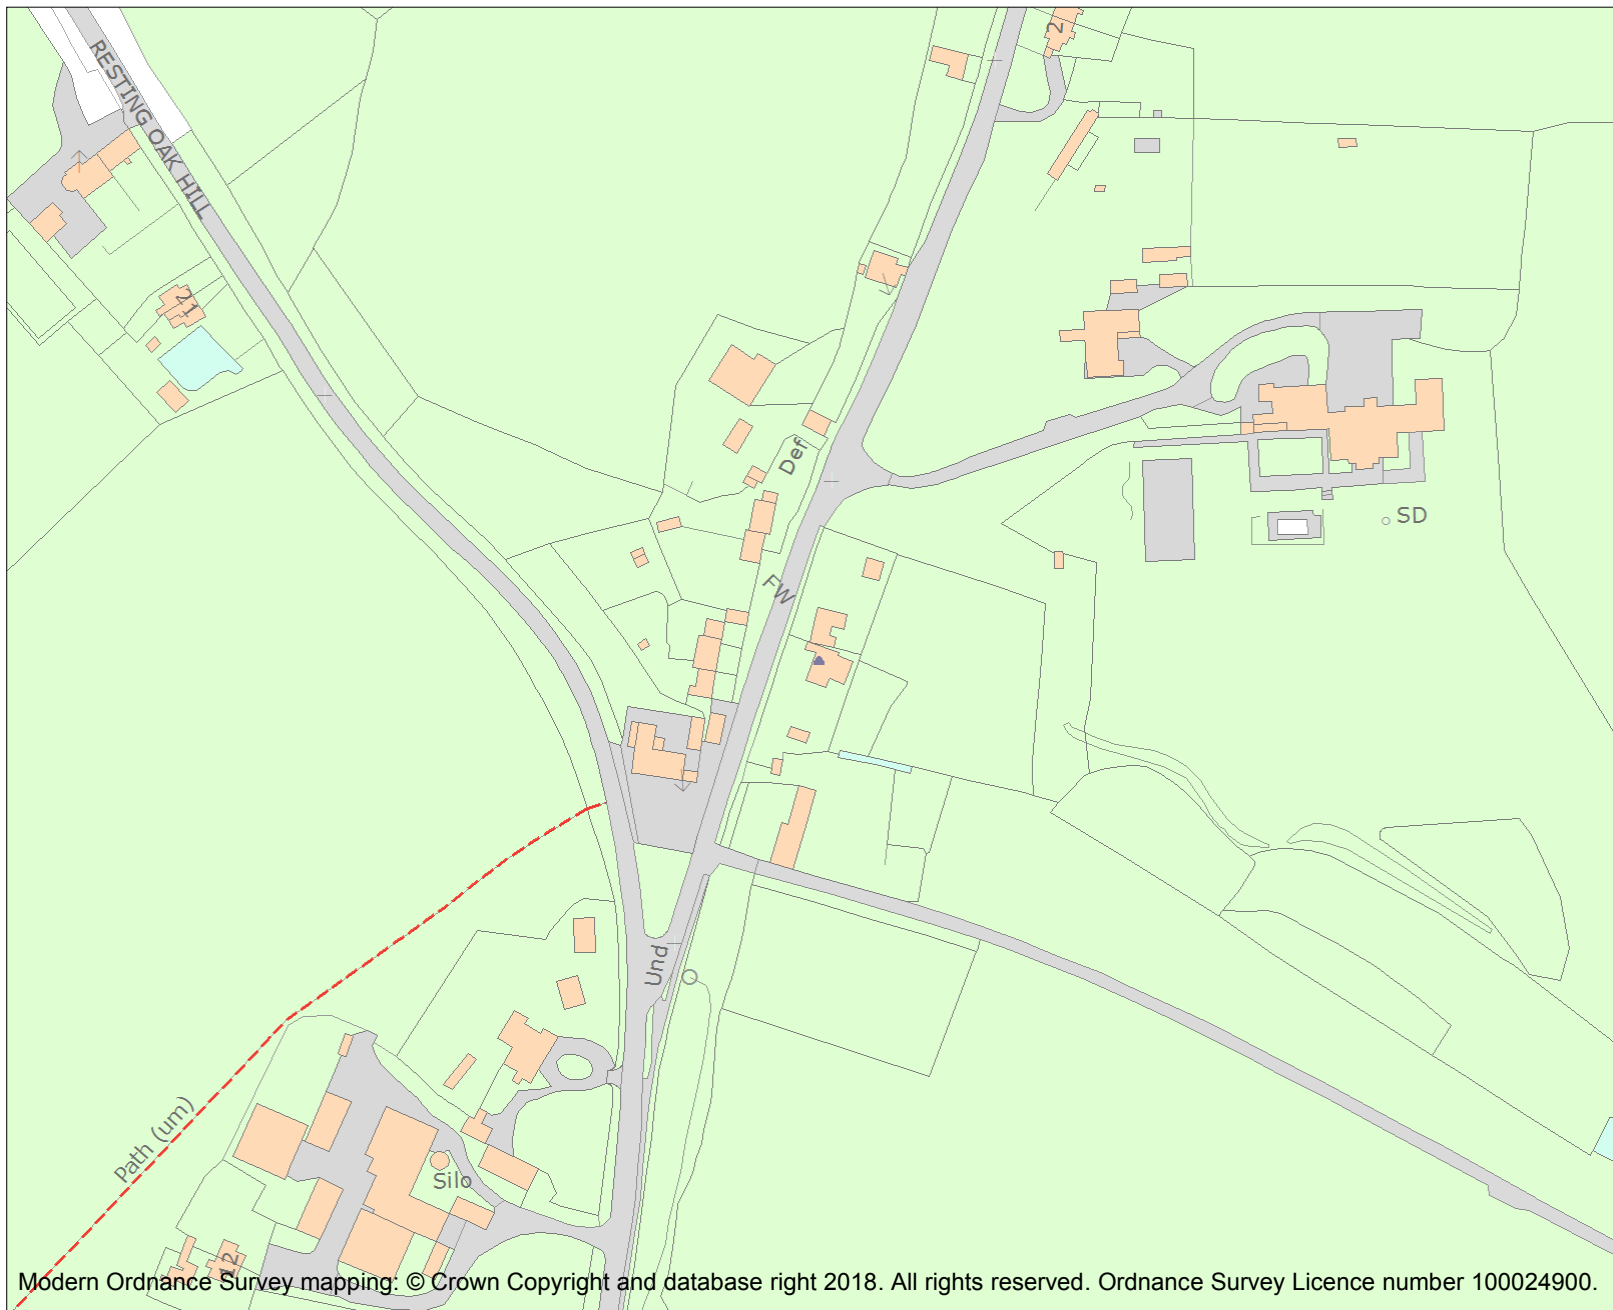 2
RESTING OAK HILL
21
Def
SD
FW
Und
Path (um)
Silo
12
Modern Ordnance Survey mapping: © Crown Copyright and database right 2018. All rights reserved. Ordnance Survey Licence number 100024900.